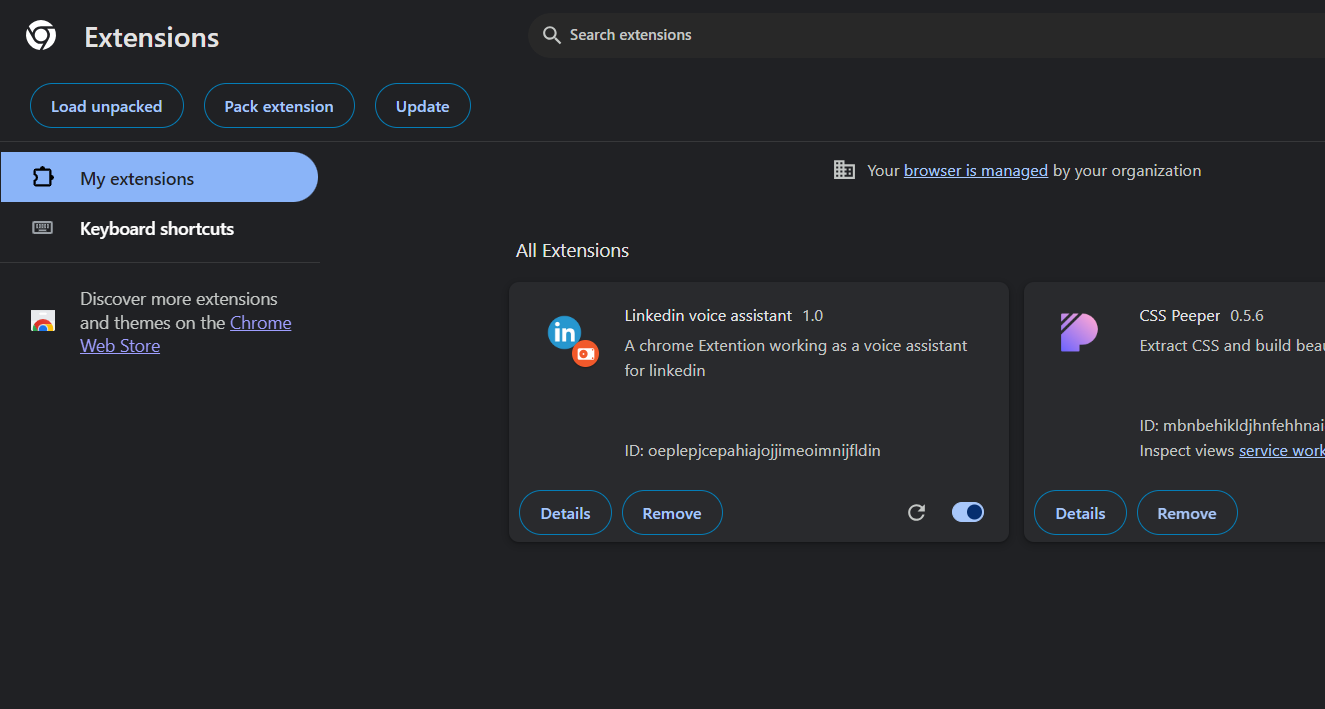 Extensions
Search extensions
Load unpacked
Pack extension
Update
My extensions
Keyboard shortcuts
Discover more extensions
and themes on the Chrome
Web Store
Your browser is managed by your organization
All Extensions
Linkedin voice assistant 1.0
A chrome Extention working as a voice assistant
for linkedin
ID: oeplepjcepahiajojjimeoimnijfldin
Details
Remove
CSS Peeper 0.5.6
Extract CSS and build
ID: mbnbehikldjhnfehhnai
Inspect views service
Details
Remove